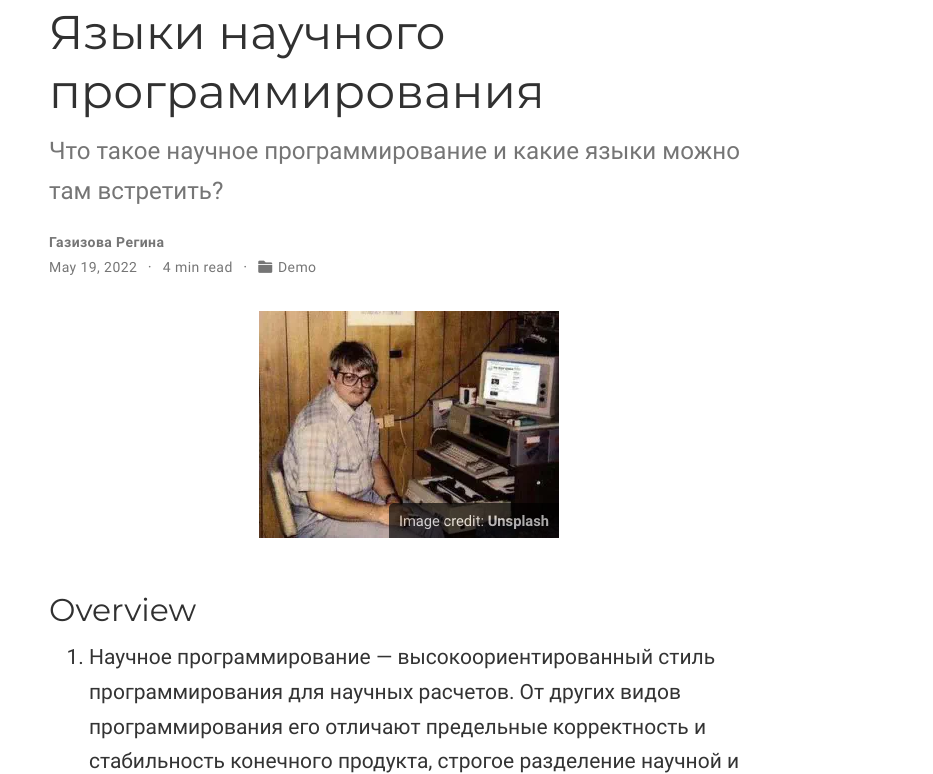 Языки научного
программирования
Что такое научное программирование и какие языки можно
там встретить?
Газизова Регина
May 19, 2022 · 4 min read · Demo
Image credit: Unsplash
Overview
1. Научное программирование — высокоориентированный стиль
программирования для научных расчетов. От других видов
программирования его отличают предельные корректность и
стабильность конечного продукта, строгое разделение научной и